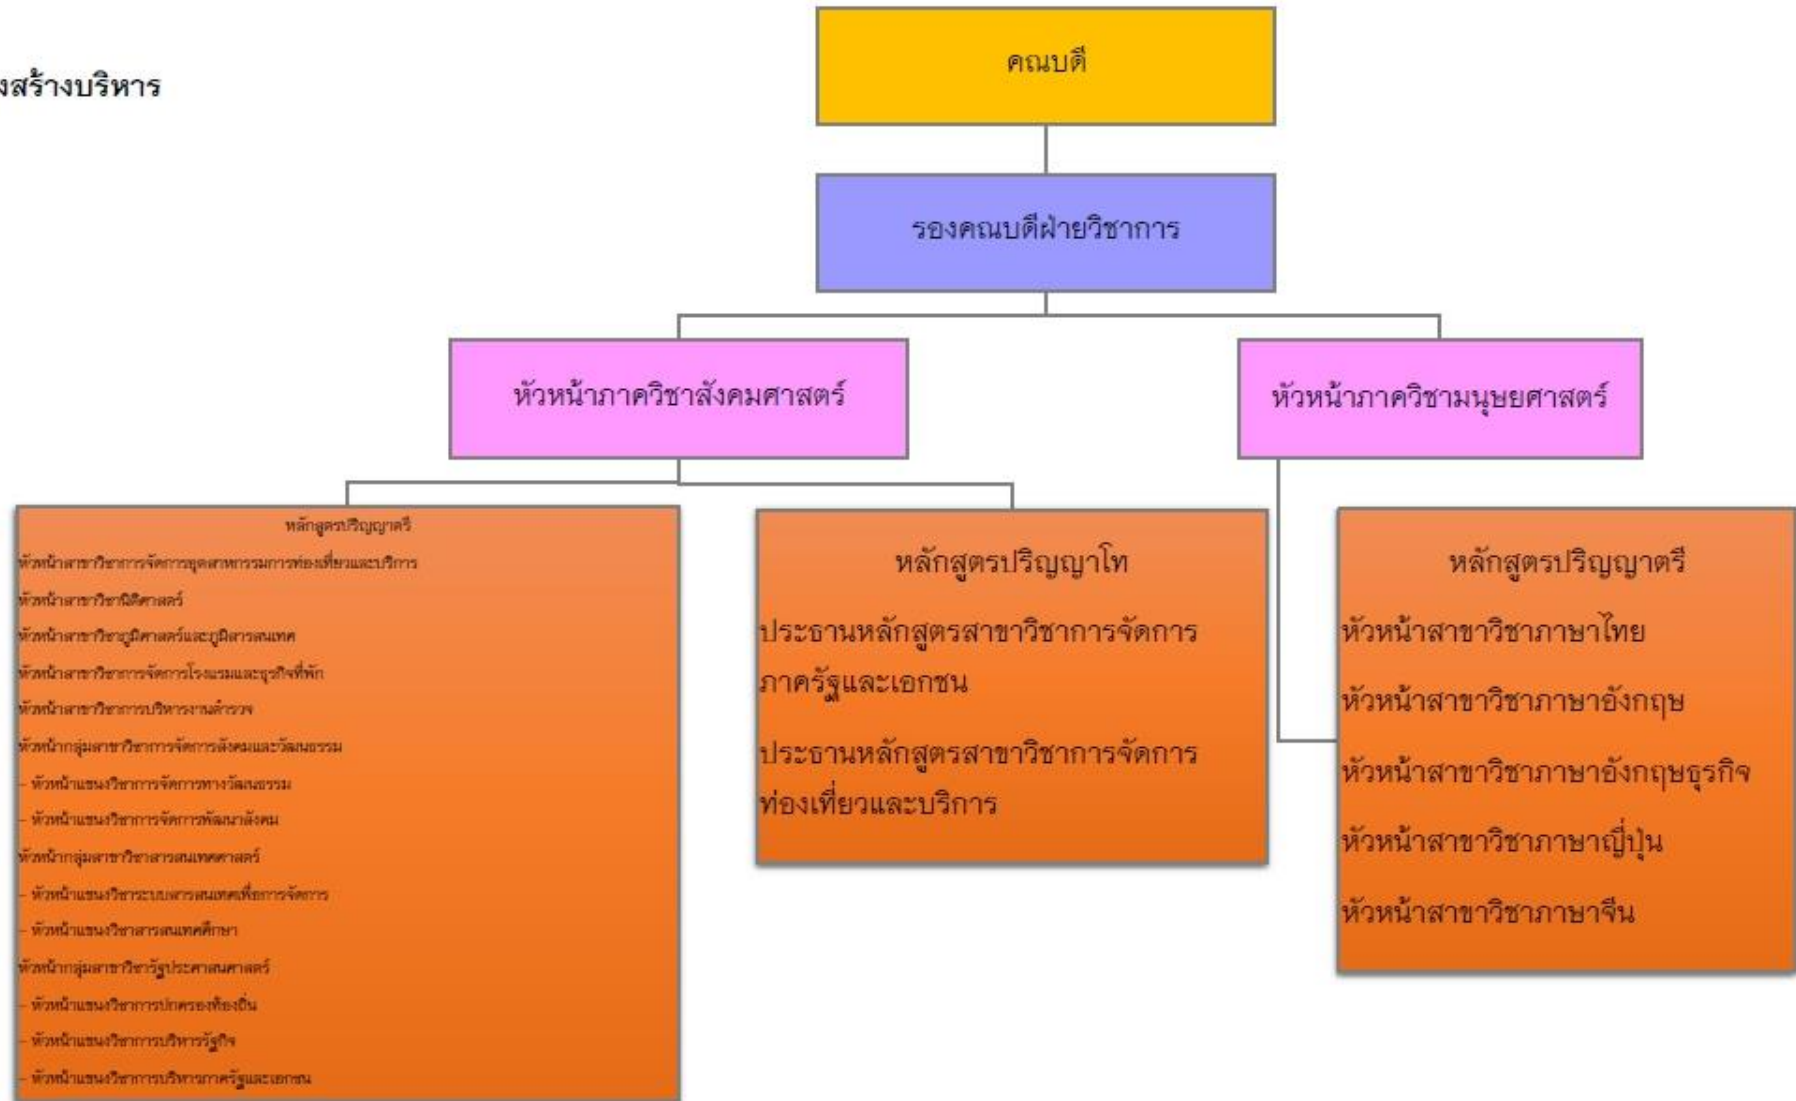 งสร้างบริหาร
คณบดี
รองคณบดีฝ่ายวิชาการ
หัวหน้าภาควิชาสังคมศาสตร์
หัวหน้าภาควิชามนุษยศาสตร์
หลักสูตรปริญญาตรี
หัวหน้าสาขาวิชาการจัดการอุตสาหกรรมการท่องเที่ยวและบริการ
หัวหน้าสาขาวิชานิติศาสตร์
หัวหน้าสาขาวิชาภูมิศาสตร์และภูมิสารสนเทศ
หัวหน้าสาขาวิชาการจัดการโรงแรมและธุรกิจที่พัก
หัวหน้าสาขาวิชาการบริหารงานตำรวจ
หัวหน้ากลุ่มสาขาวิชาการจัดการสังคมและวัฒนธรรม
- หัวหน้าแขนงวิชาการจัดการทางวัฒนธรรม
- หัวหน้าแขนงวิชาการจัดการพัฒนาสังคม
หัวหน้ากลุ่มสาขาวิชาสารสนเทศศาสตร์
- หัวหน้าแขนงวิชาระบบสารสนเทศเพื่อการจัดการ
- หัวหน้าแขนงวิชาสารสนเทศศึกษา
หัวหน้ากลุ่มสาขาวิชารัฐประศาสนศาสตร์
- หัวหน้าแขนงวิชาการปกครองท้องถิ่น
- หัวหน้าแขนงวิชาการบริหารรัฐกิจ
- หัวหน้าแขนงวิชาการบริหารภาครัฐและเอกชน
หลักสูตรปริญญาโท
ประธานหลักสูตรสาขาวิชาการจัดการ
ภาครัฐและเอกชน
ประธานหลักสูตรสาขาวิชาการจัดการ
ท่องเที่ยวและบริการ
หลักสูตรปริญญาตรี
หัวหน้าสาขาวิชาภาษาไทย
หัวหน้าสาขาวิชาภาษาอังกฤษ
หัวหน้าสาขาวิชาภาษาอังกฤษธุรกิจ
หัวหน้าสาขาวิชาภาษาญี่ปุ่น
หัวหน้าสาขาวิชาภาษาจีน